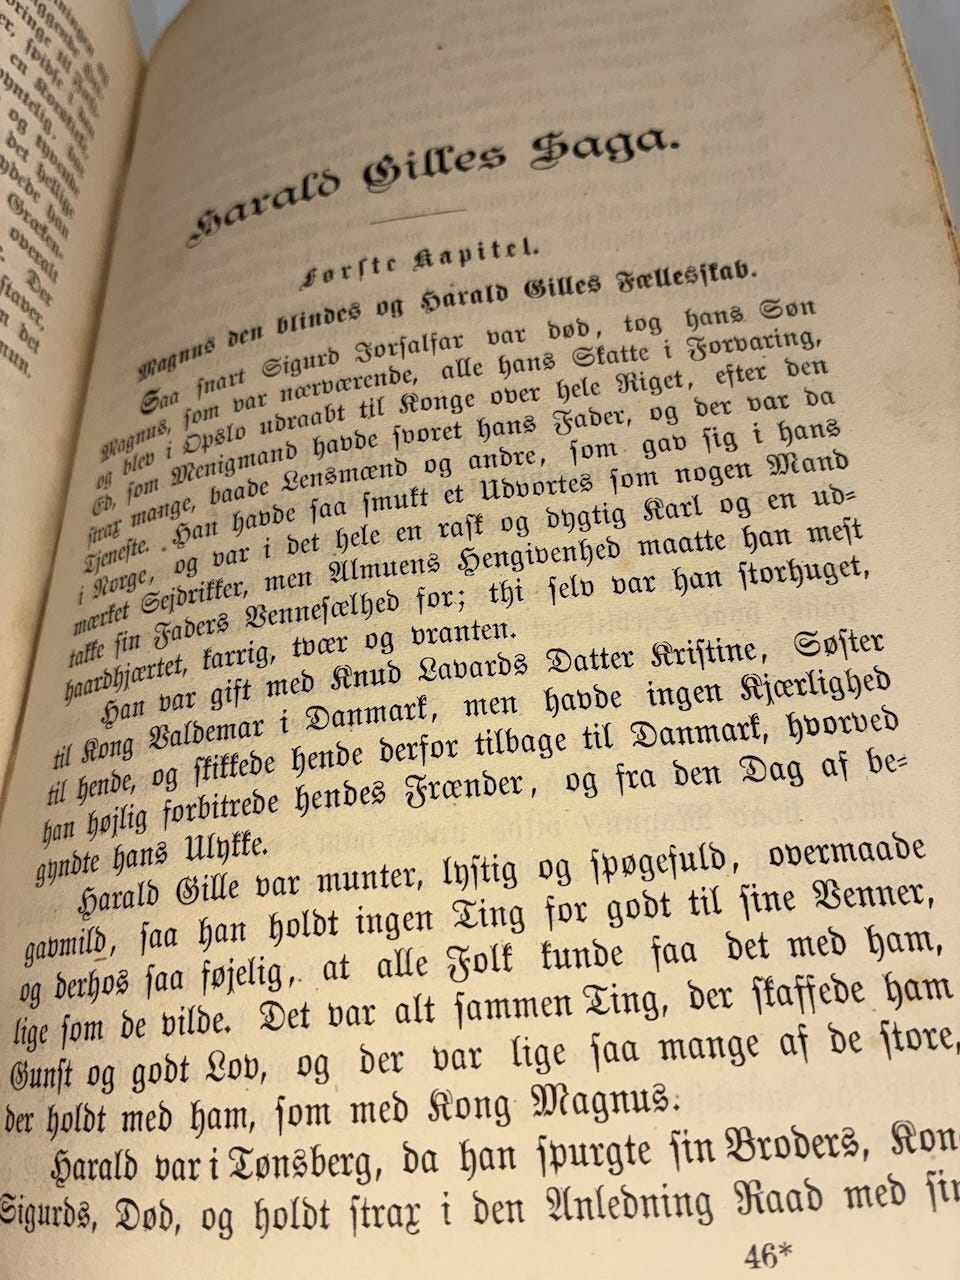 en
og
det hellige
han
Græken-
overalt
Der
det
Harald Gilles Saga.
Første Kapitel.
Magnus den blindes og Harald Gilles Fællesskab.
Saa snart Sigurd Jorsalfar var død, tog hans Søn
Magnus, som var nærværende, alle hans Skatte i Forvaring,
og blev i Opslo udraabt til Konge over hele Riget, efter den
Ed, som Menigmand havde svoret hans Fader, og der var da
strax mange, baade Lensmænd og andre, som gav sig i hans
Tjeneste. Han havde saa smukt et Udvortes som nogen Mand
i Norge, og var i det hele en rask og dygtig Karl og en ud-
mærket Sejdrikker, men Almuens Hengivenhed maatte han mest
takke sin Faders Vennesælhed for; thi selv var han storhuget,
haardhjærtet, karrig, tvær og vranten.
Han var gift med Knud Lavards Datter Kristine, Søster
til Kong Valdemar i Danmark, men havde ingen Kjærlighed
til hende, og skikkede hende derfor tilbage til Danmark, hvorved
han højlig forbitrede hendes Frænder, og fra den Dag af be-
gyndte hans Ulykke.
Harald Gille var munter, lystig og spøgefuld, overmaade
gavmild, saa han holdt ingen Ting for godt til sine Venner,
og derhos saa føjelig, at alle Folk kunde faa det med ham,
lige som de vilde. Det var alt sammen Ting, der skaffede ham
Gunst og godt Lov, og der var lige saa mange af de store,
der holdt med ham, som med Kong Magnus.
Harald var i Tønsberg, da han spurgte sin Broders, Kon
Sigurds, Død, og holdt strax i den Anledning Raad med sin
46*